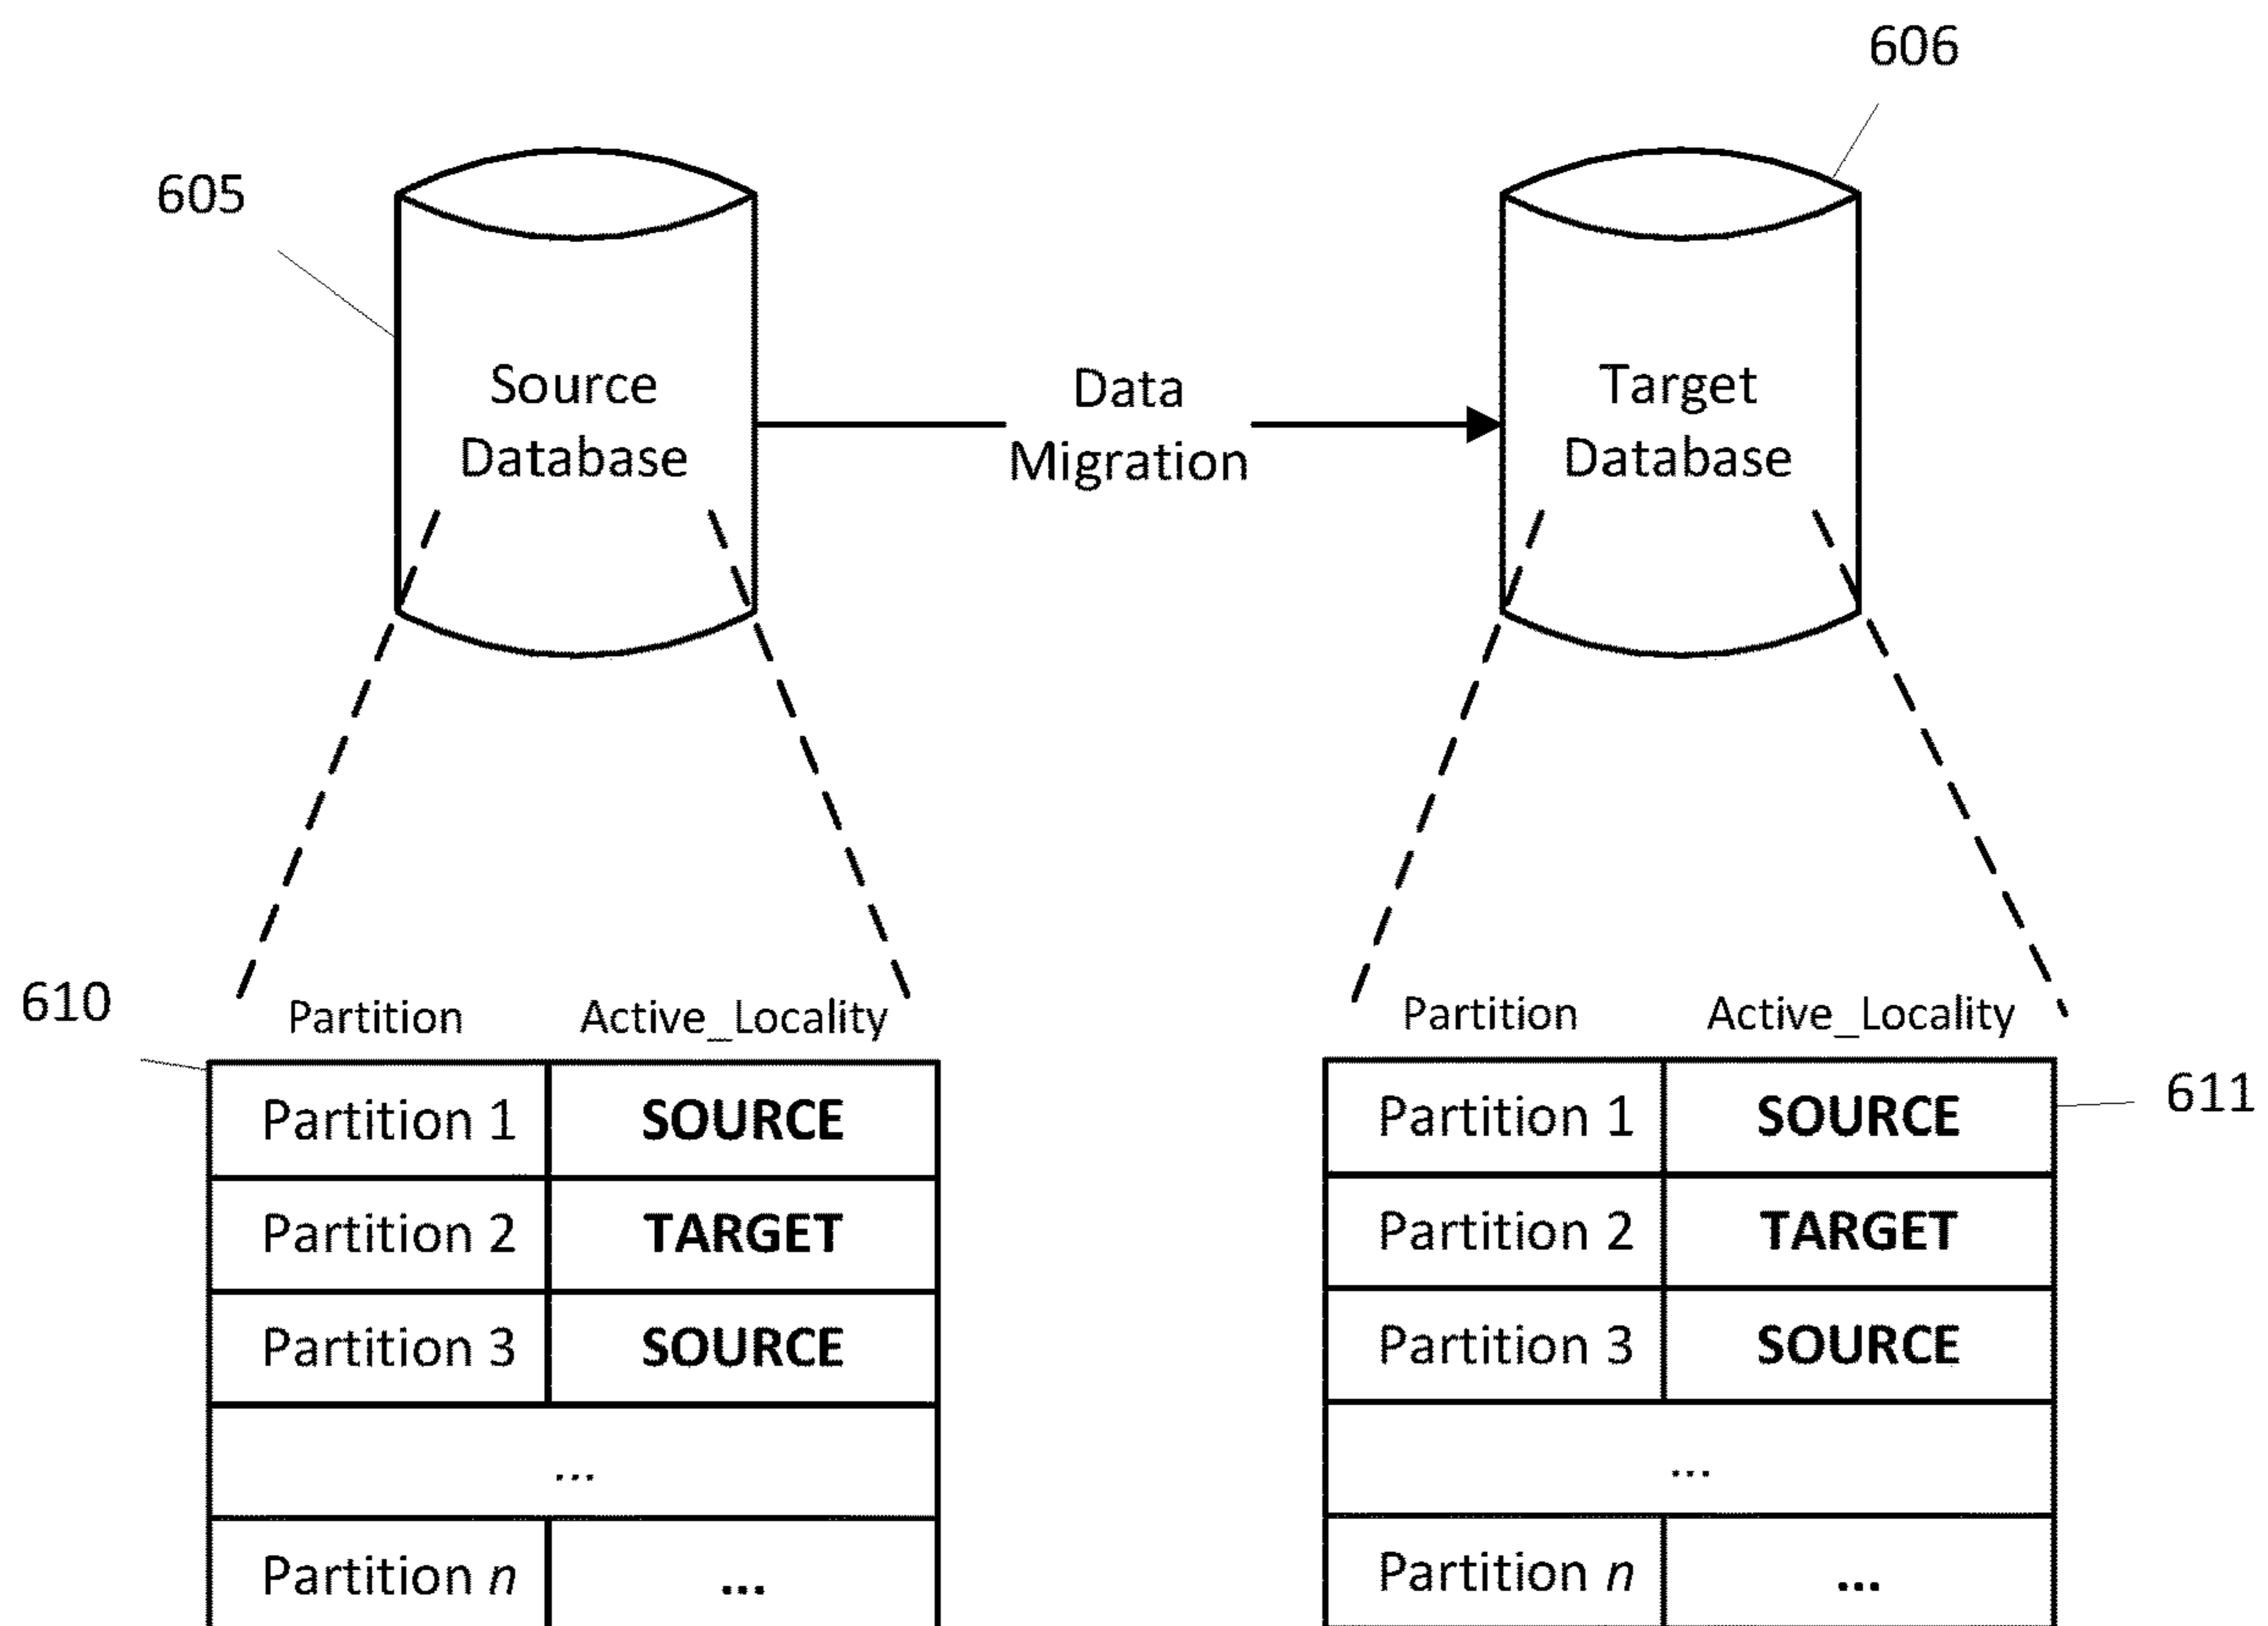 606
605
Source
Database
Data
Migration
Target
Database
610
Partition Active_Locality
Partition 1 SOURCE
Partition 2 TARGET
Partition 3 SOURCE
...
Partition n ...
Partition Active_Locality
611
Partition 1 SOURCE
Partition 2 TARGET
Partition 3 SOURCE
...
Partition n ...